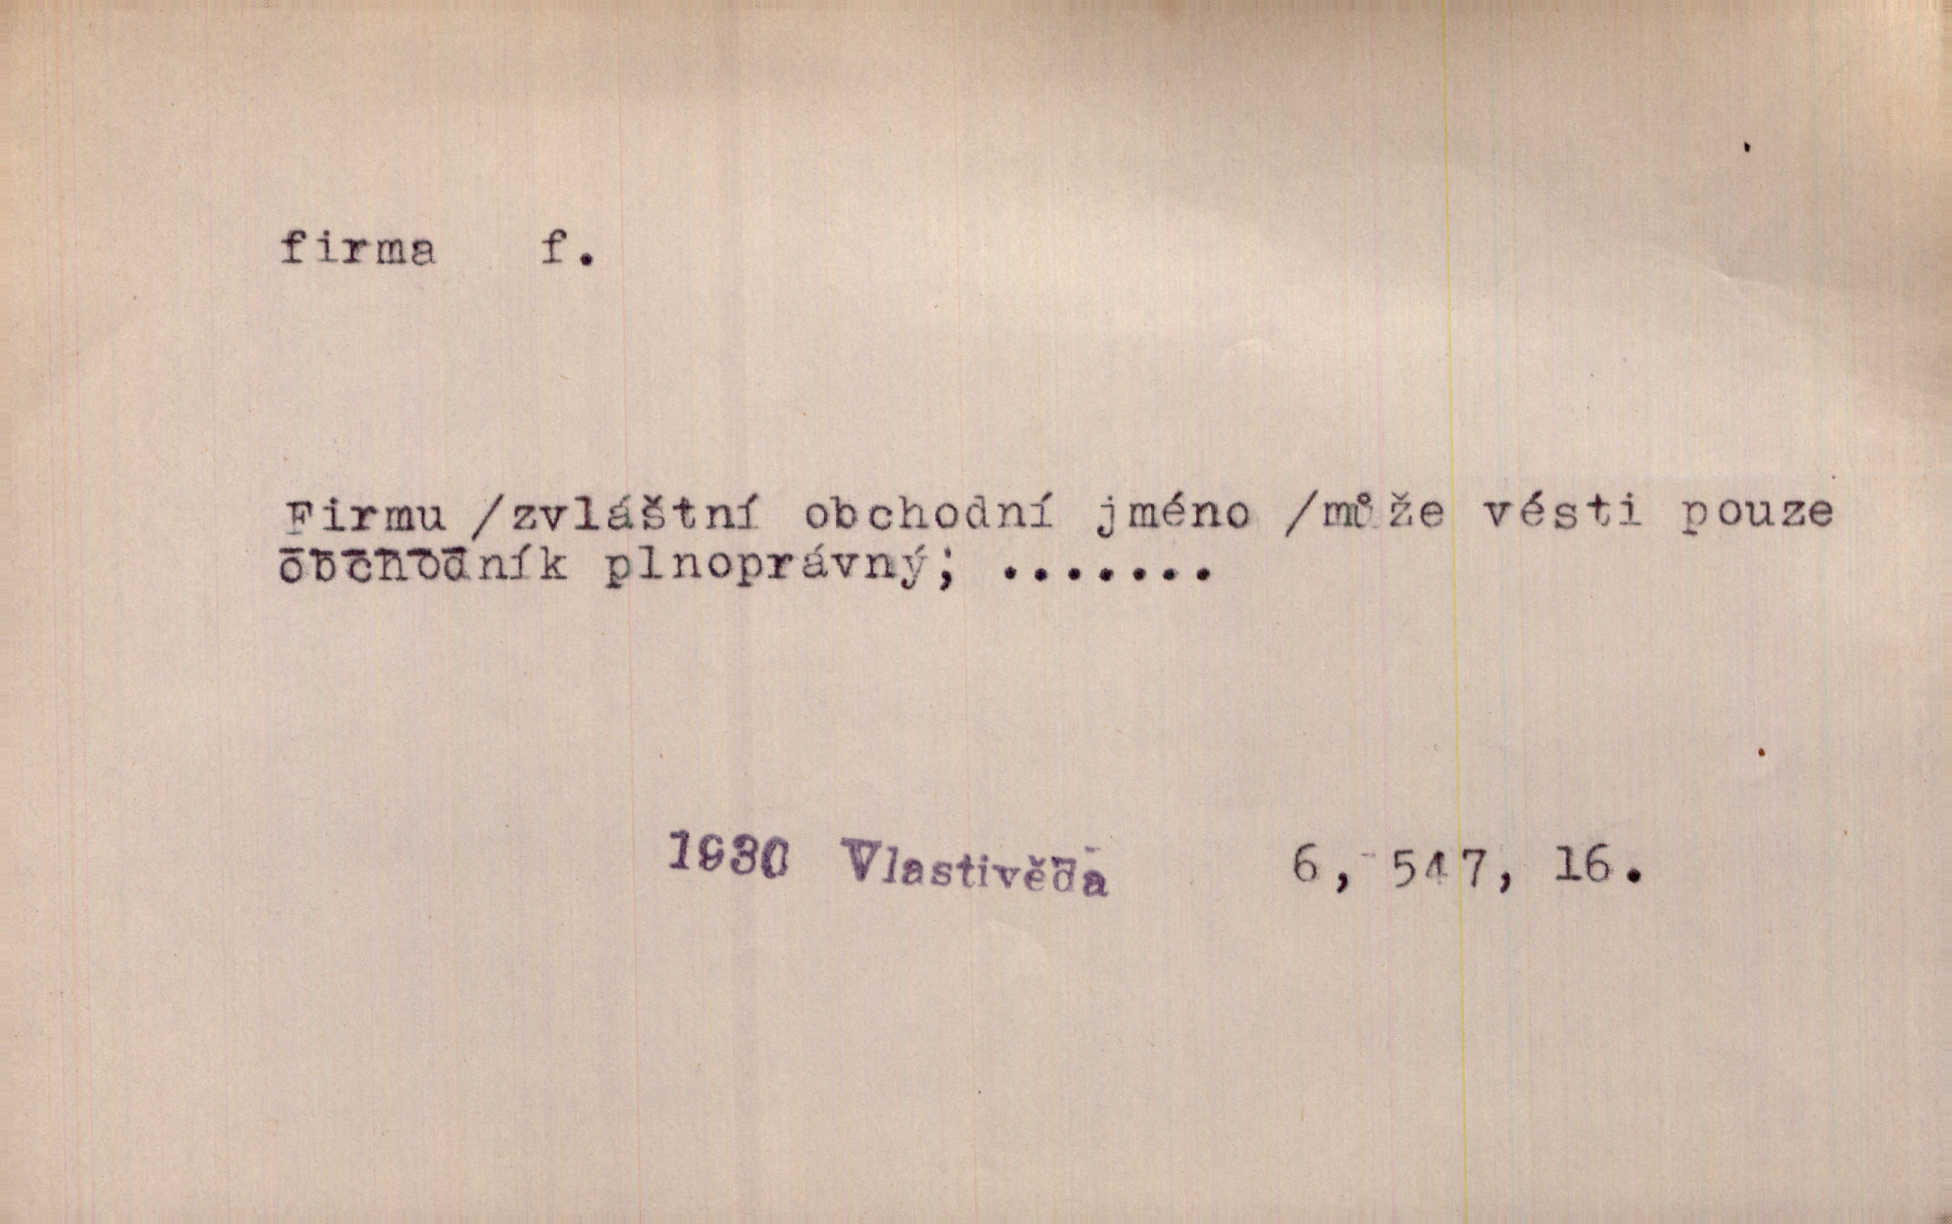 firma f.
Firmu /zvláštní obchodní jméno /může vésti pouze
obchodník plnoprávný; .......
1930 Vlastivěda 6, 547, 16.